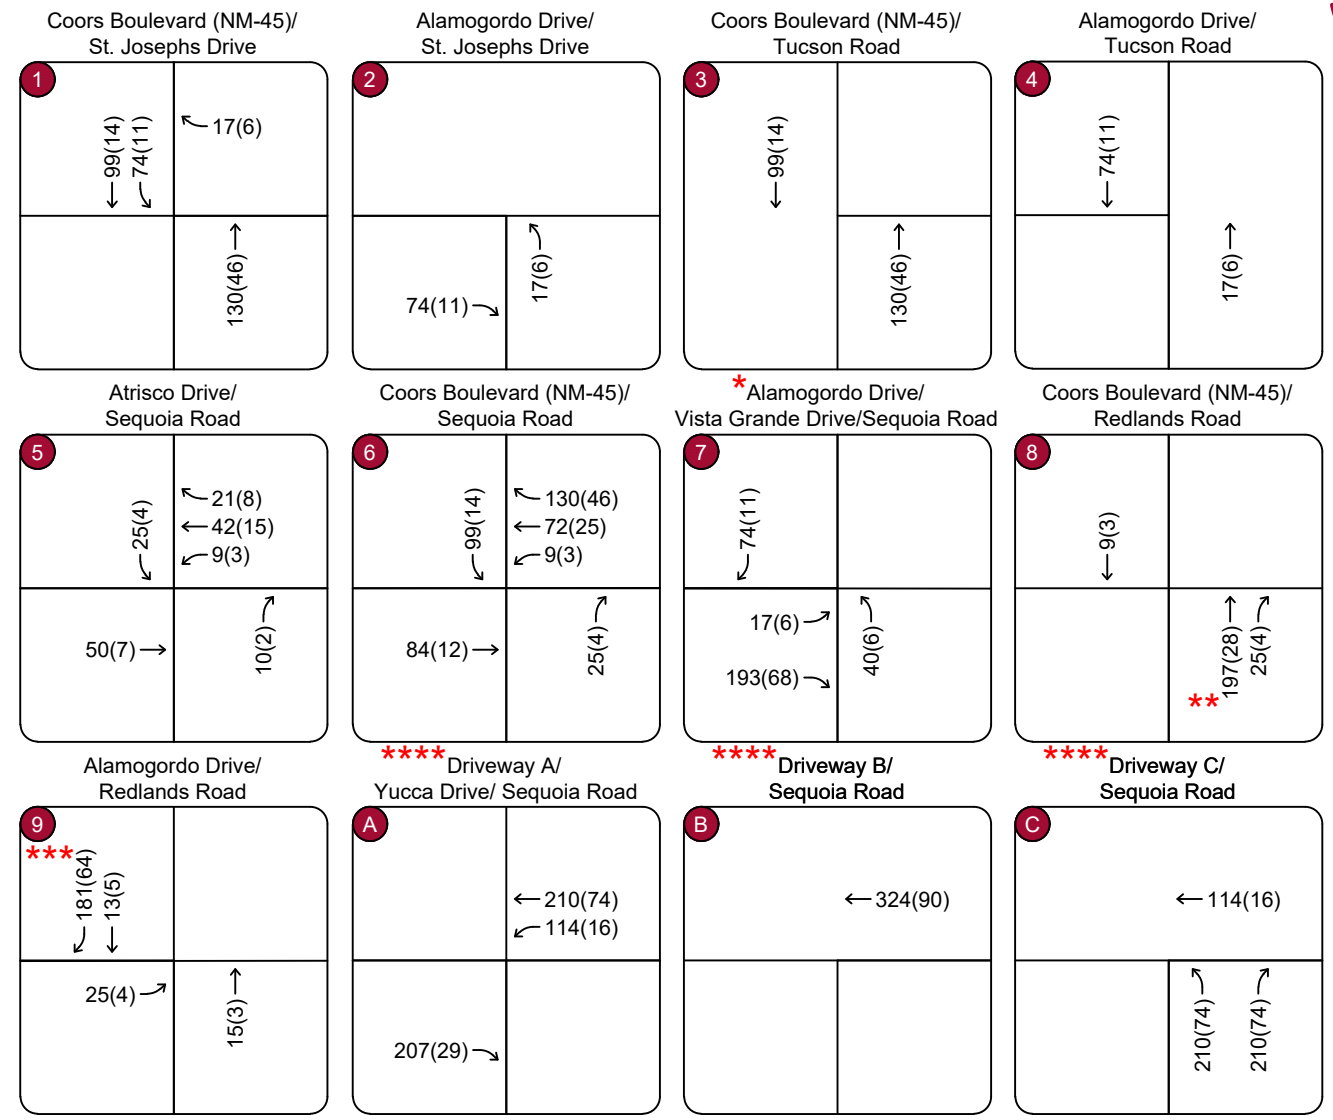 Coors Boulevard (NM-45)/
St. Josephs Drive
1
99(14)
74(11)
17(6)
130(46)
Alamogordo Drive/
St. Josephs Drive
2
74(11)
17(6)
Coors Boulevard (NM-45)/
Tucson Road
3
99(14)
130(46)
Alamogordo Drive/
Tucson Road
4
74(11)
17(6)
Atrisco Drive/
Sequoia Road
5
25(4)
21(8)
42(15)
9(3)
50(7)
10(2)
Coors Boulevard (NM-45)/
Sequoia Road
6
99(14)
130(46)
72(25)
9(3)
84(12)
25(4)
*Alamogordo Drive/
Vista Grande Drive/Sequoia Road
7
74(11)
17(6)
193(68)
40(6)
Coors Boulevard (NM-45)/
Redlands Road
8
9(3)
**197(28)
25(4)
Alamogordo Drive/
Redlands Road
9
***181(64)
13(5)
25(4)
15(3)
****Driveway A/
Yucca Drive/ Sequoia Road
A
210(74)
114(16)
207(29)
****Driveway B/
Sequoia Road
B
324(90)
****Driveway C/
Sequoia Road
C
114(16)
210(74)
210(74)